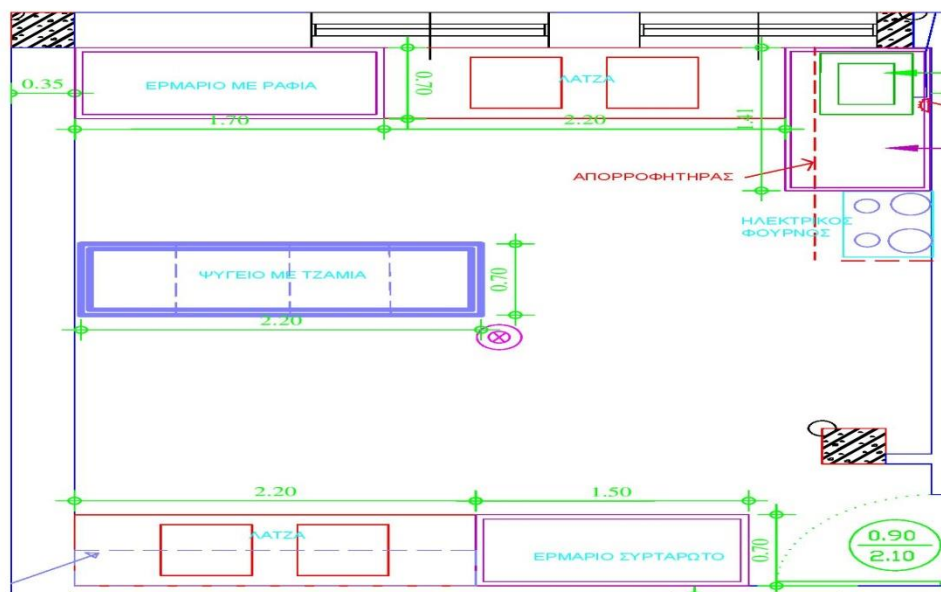 0.35
ΕΡΜΑΡΙΟ ΜΕ ΡΑΦΙΑ
0.70
ΛΑΤΖΑ
1.70
2.20
1.41
ΑΠΟΡΡΟΦΗΤΗΡΑΣ
ΗΛΕΚΤΡΙΚΟΣ
ΦΟΥΡΝΟΣ
ΨΥΓΕΙΟ ΜΕ ΤΖΑΜΙΑ
0.70
2.20
2.20
1.50
ΛΑΤΖΑ
ΕΡΜΑΡΙΟ ΣΥΡΤΑΡΩΤΟ
0.70
0.90
2.10